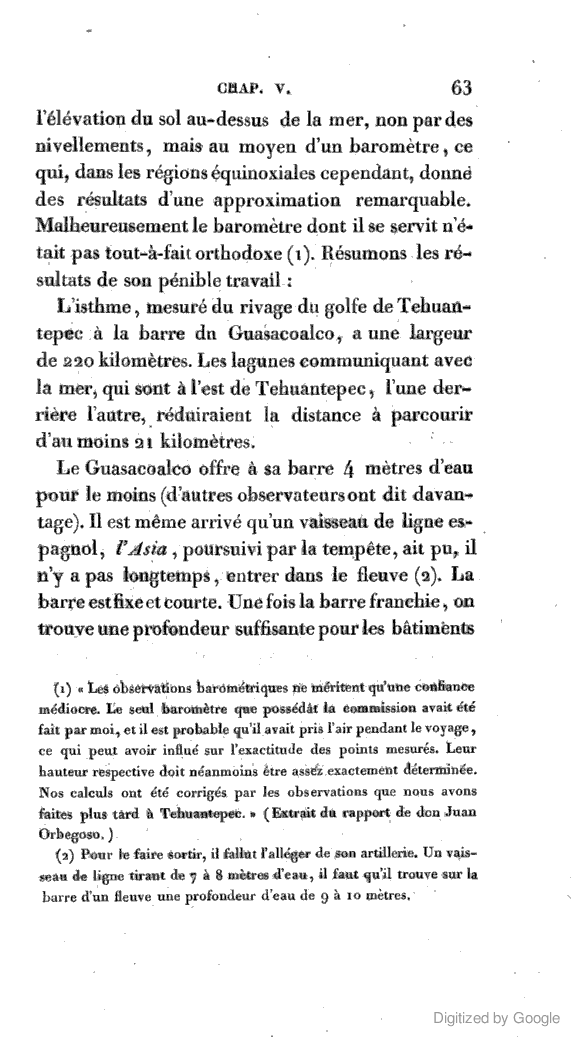 CHAP. V. 63
l'élévation du sol au-dessus de la mer, non par des
nivellements, mais au moyen d'un baromètre, ce
qui, dans les régions équinoxiales cependant, donne
des résultats d'une approximation remarquable.
Malheureusement le baromètre dont il se servit n'é-
tait pas tout-à-fait orthodoxe (1). Résumons les ré-
sultats de son pénible travail :
L'isthme, mesuré du rivage du golfe de Tehuan-
tepec à la barre du Guasacoalco, a une largeur
de 220 kilomètres. Les lagunes communiquant avec
la mer, qui sont à l'est de Tehuantepec, l'une der-
rière l'autre, réduiraient la distance à parcourir
d'au moins 21 kilomètres.
Le Guasacoalco offre à sa barre 4 mètres d'eau
pour le moins (d'autres observateurs ont dit davan-
tage). Il est même arrivé qu'un vaisseau de ligne es-
pagnol, l'Asia, poursuivi par la tempête, ait pu, il
n'y a pas longtemps, entrer dans le fleuve (2). La
barre est fixe et courte. Une fois la barre franchie, on
trouve une profondeur suffisante pour les bâtiments
(1) « Les observations barométriques ne méritent qu'une confiance
médiocre. Le seul baromètre que possédât la commission avait été
fait par moi, et il est probable qu'il avait pris l'air pendant le voyage,
ce qui peut avoir influé sur l'exactitude des points mesurés. Leur
hauteur respective doit néanmoins être assez exactement déterminée.
Nos calculs ont été corrigés par les observations que nous avons
faites plus tard à Tehuantepec. » (Extrait du rapport de don Juan
Orbegoso.)
(2) Pour le faire sortir, il fallut l'alléger de son artillerie. Un vais-
seau de ligne tirant de 7 à 8 mètres d'eau, il faut qu'il trouve sur la
barre d'un fleuve une profondeur d'eau de 9 à 10 mètres.
Digitized by Google